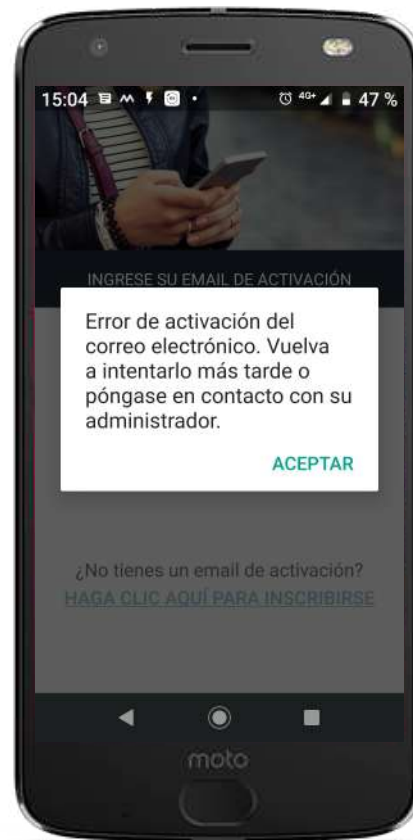 15:04 4G+ 47 %
INGRESE SU EMAIL DE ACTIVACIÓN
Error de activación del
correo electrónico. Vuelva
a intentarlo más tarde o
póngase en contacto con su
administrador.
ACEPTAR
¿No tienes un email de activación?
HAGA CLIC AQUÍ PARA INSCRIBIRSE
moto